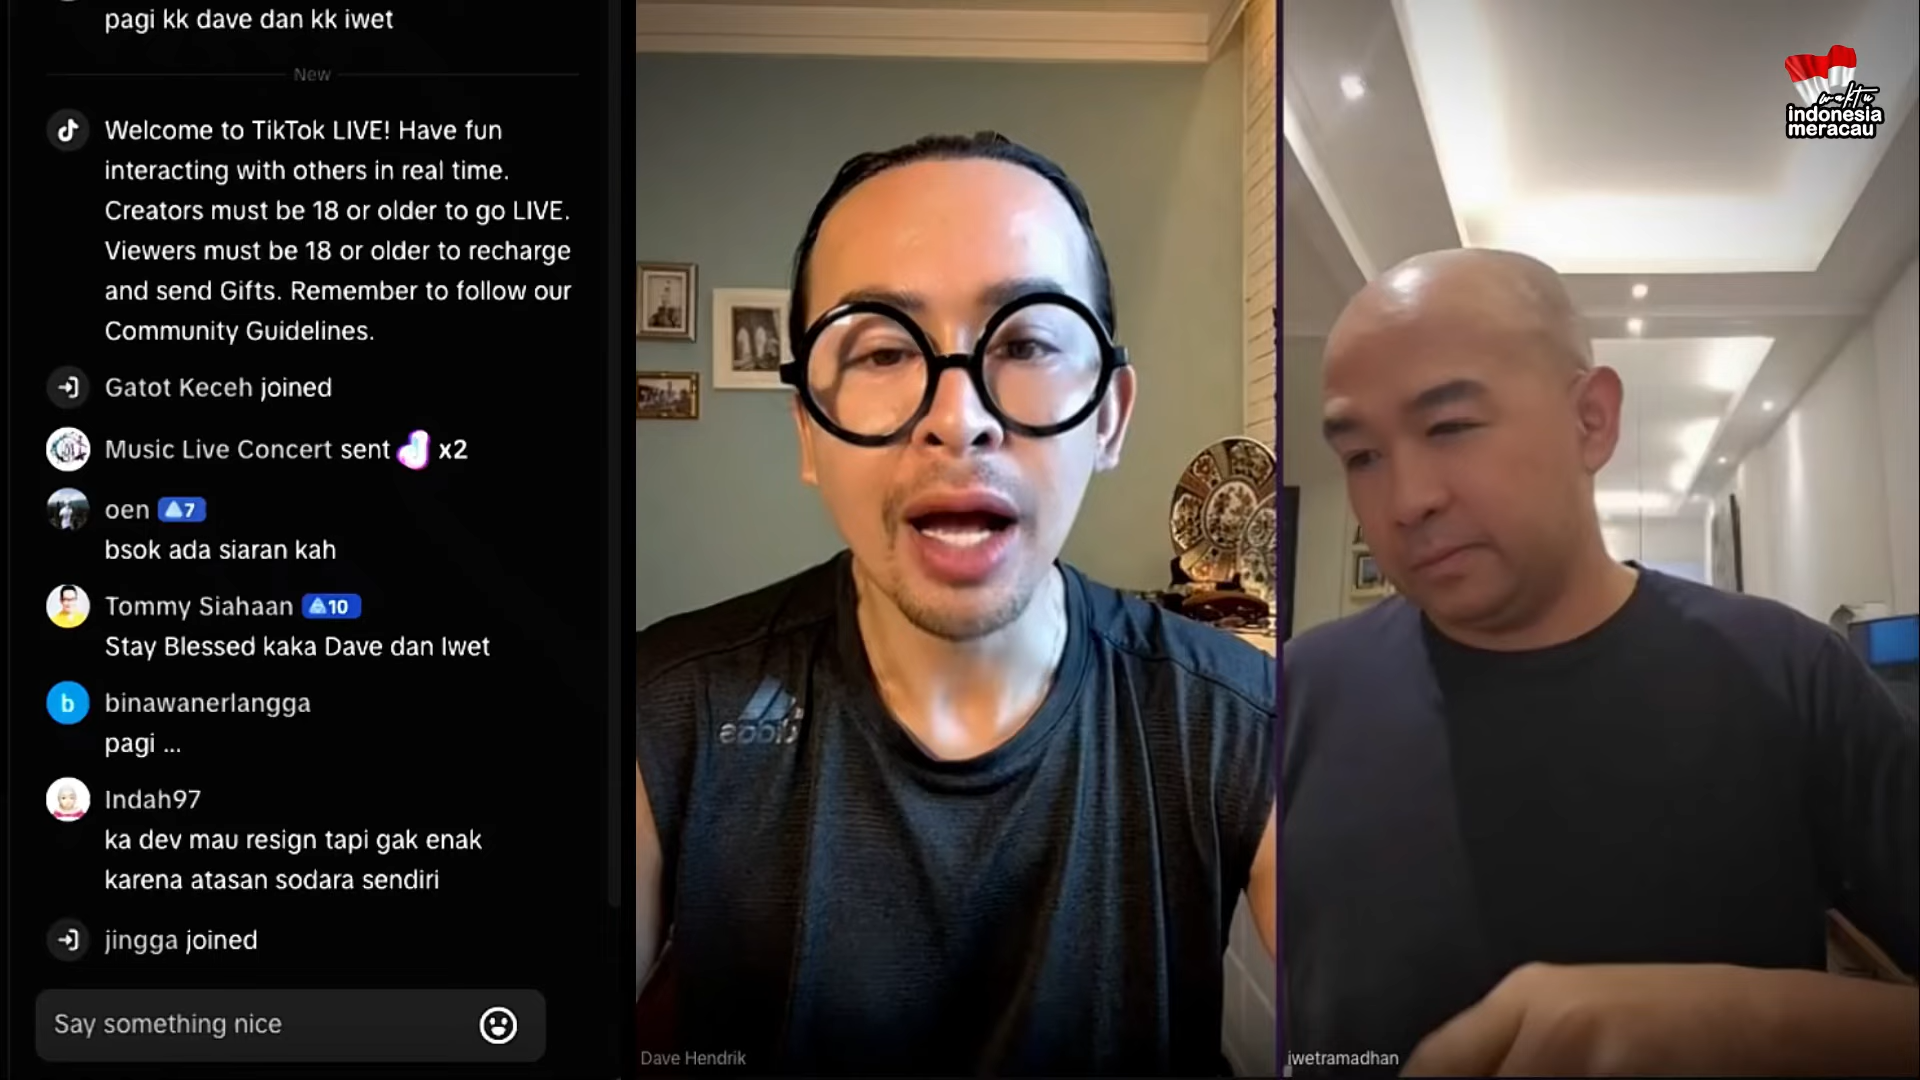 pagi kk dave dan kk iwet
New
Welcome to TikTok LIVE! Have fun
interacting with others in real time.
Creators must be 18 or older to go LIVE.
Viewers must be 18 or older to recharge
and send Gifts. Remember to follow our
Community Guidelines.
Gatot Keceh joined
Music Live Concert sent x2
oen 7
bsok ada siaran kah
Tommy Siahaan 10
Stay Blessed kaka Dave dan Iwet
b binawanerlangga
pagi ...
Indah97
ka dev mau resign tapi gak enak
karena atasan sodara sendiri
jingga joined
Say something nice
adidas
Dave Hendrik
waktu
indonesia
meracau
iwetramadhan